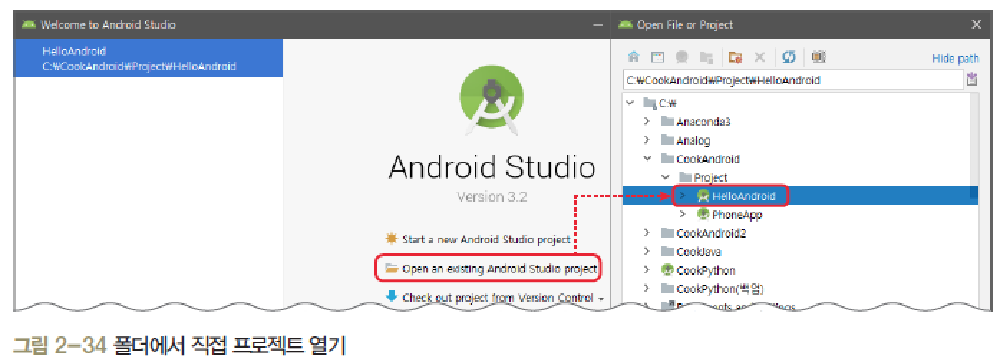 Welcome to Android Studio
HelloAndroid
C:₩CookAndroid₩Project₩HelloAndroid
Android Studio
Version 3.2
Start a new Android Studio project
Open an existing Android Studio project
Check out project from Version Control
Open File or Project
Hide path
C:₩CookAndroid₩Project₩HelloAndroid
C:₩
Anaconda3
Analog
CookAndroid
Project
HelloAndroid
PhoneApp
CookAndroid2
CookJava
CookPython
CookPython(백업)
그림 2-34 폴더에서 직접 프로젝트 열기